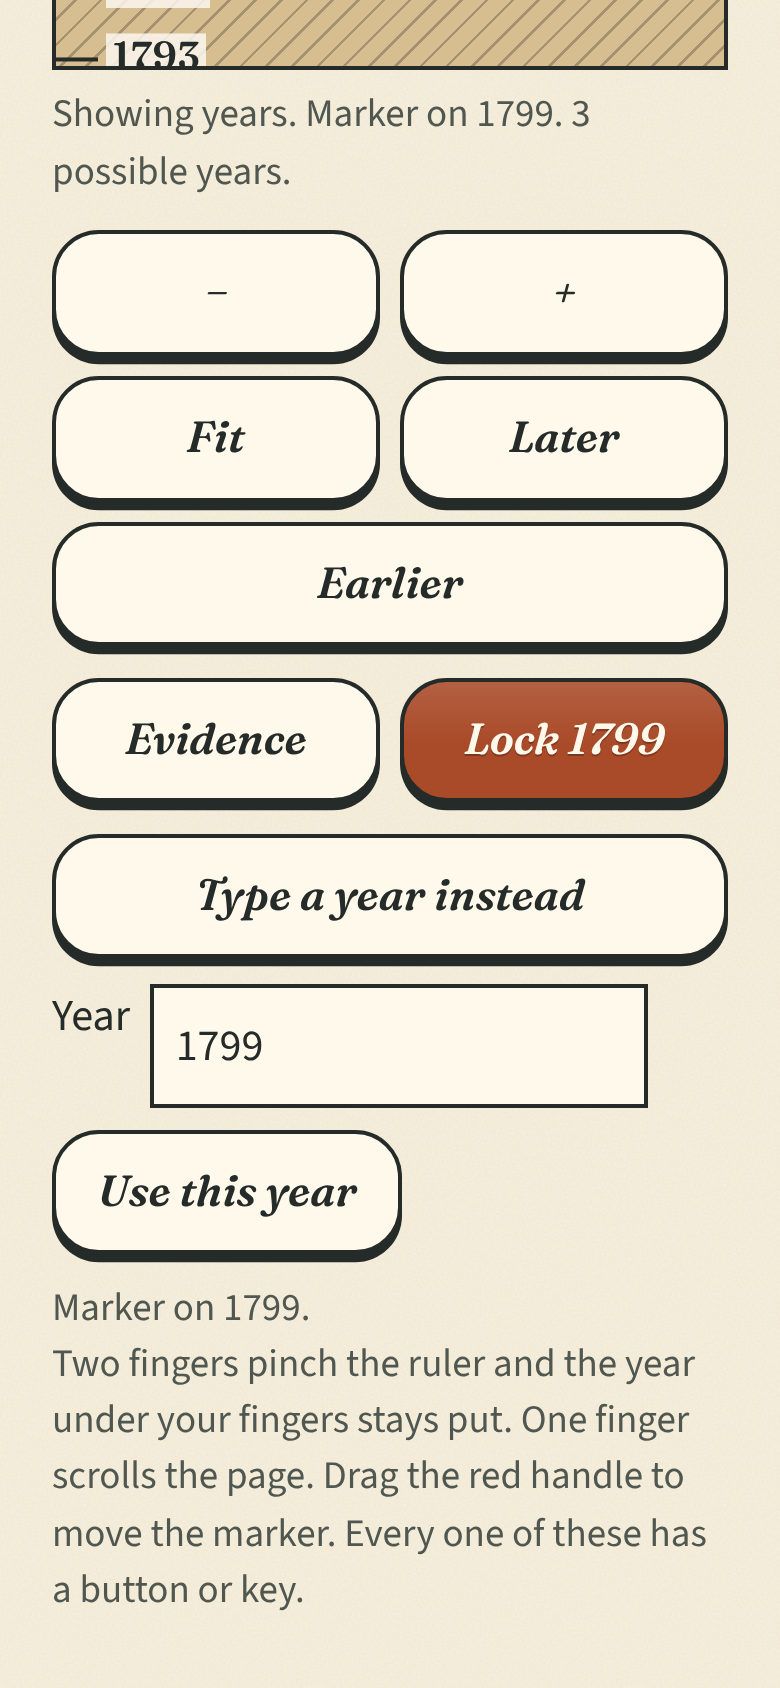 1793
Showing years. Marker on 1799. 3
possible years.
−
+
Fit
Later
Earlier
Evidence
Lock 1799
Type a year instead
Year
1799
Use this year
Marker on 1799.
Two fingers pinch the ruler and the year
under your fingers stays put. One finger
scrolls the page. Drag the red handle to
move the marker. Every one of these has
a button or key.